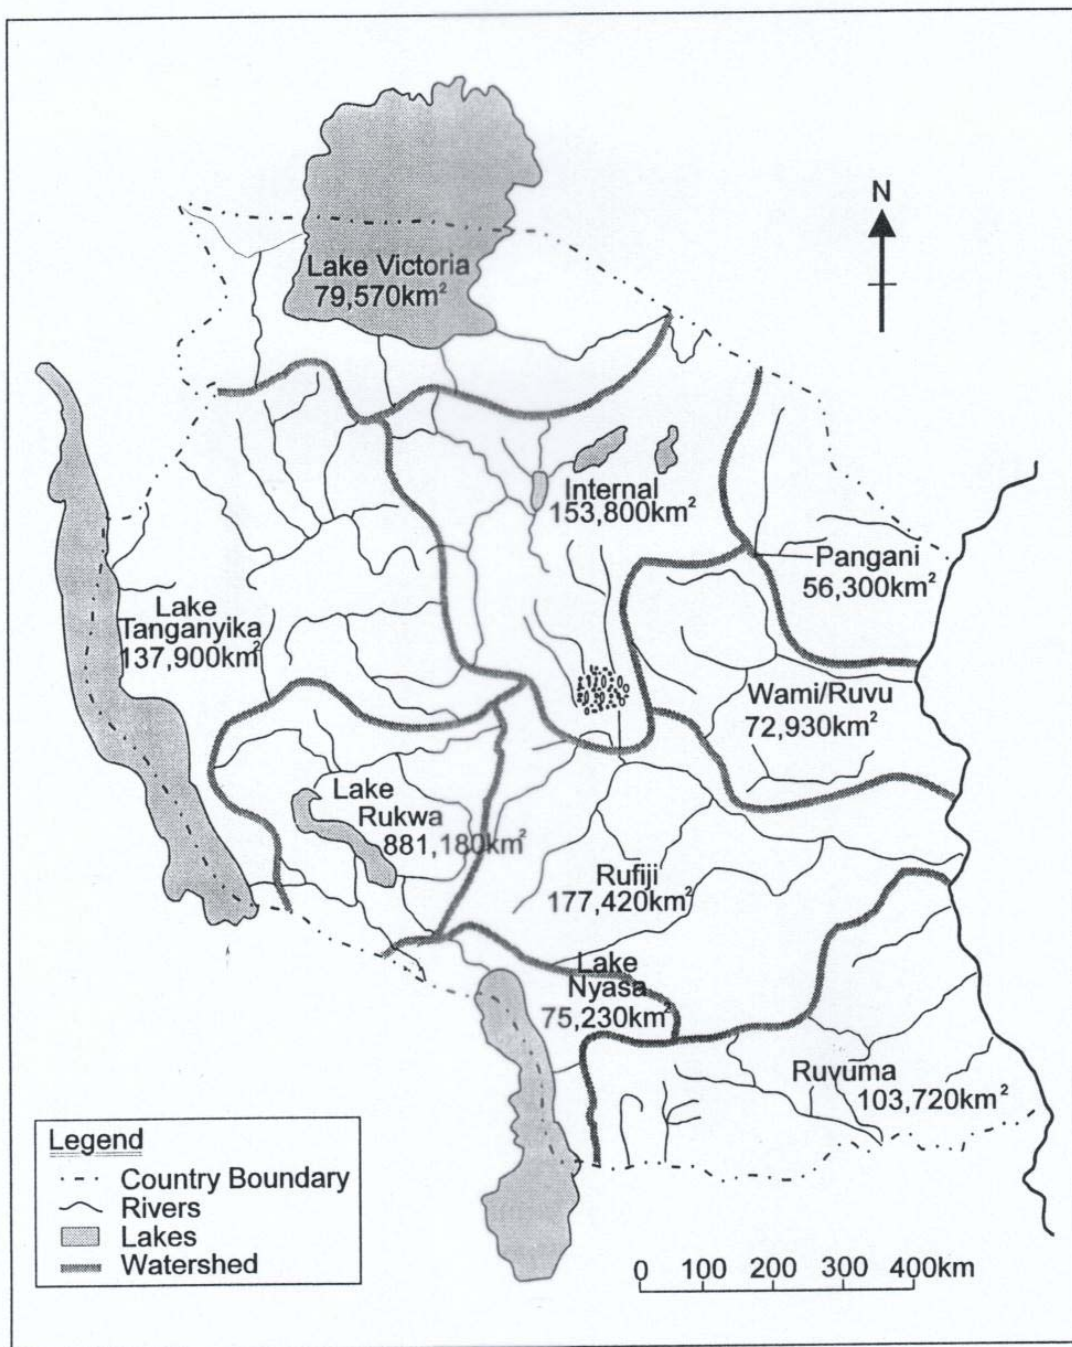 N
Lake Victoria
79,570km²
Internal
153,800km²
Pangani
56,300km²
Lake
Tanganyika
137,900km²
Wami/Ruvu
72,930km²
Lake
Rukwa
881,180km²
Rufiji
177,420km²
Lake
Nyasa
75,230km²
Ruvuma
103,720km²
Legend
Country Boundary
Rivers
Lakes
Watershed
0 100 200 300 400km